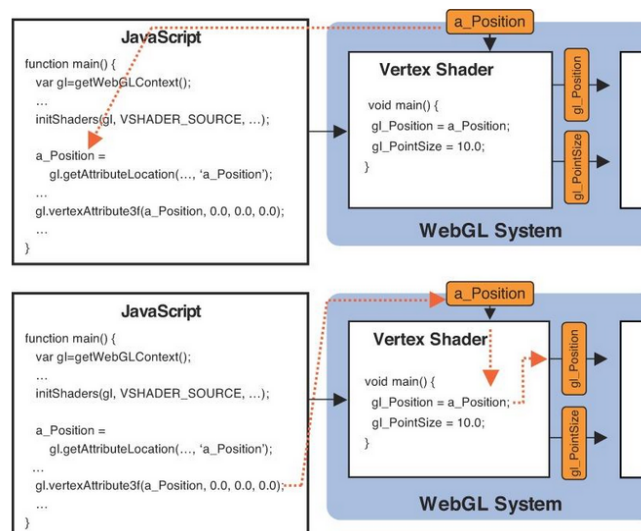 JavaScript
function main() {
var gl=getWebGLContext();
…
initShaders(gl, VSHADER_SOURCE, …);
a_Position =
gl.getAttributeLocation(…, ‘a_Position’);
…
gl.vertexAttribute3f(a_Position, 0.0, 0.0, 0.0);
…
}
a_Position
Vertex Shader
void main() {
gl_Position = a_Position;
gl_PointSize = 10.0;
}
gl_Position
gl_PointSize
WebGL System
JavaScript
function main() {
var gl=getWebGLContext();
…
initShaders(gl, VSHADER_SOURCE, …);
a_Position =
gl.getAttributeLocation(…, ‘a_Position’);
…
gl.vertexAttribute3f(a_Position, 0.0, 0.0, 0.0);
…
}
a_Position
Vertex Shader
void main() {
gl_Position = a_Position;
gl_PointSize = 10.0;
}
gl_Position
gl_PointSize
WebGL System